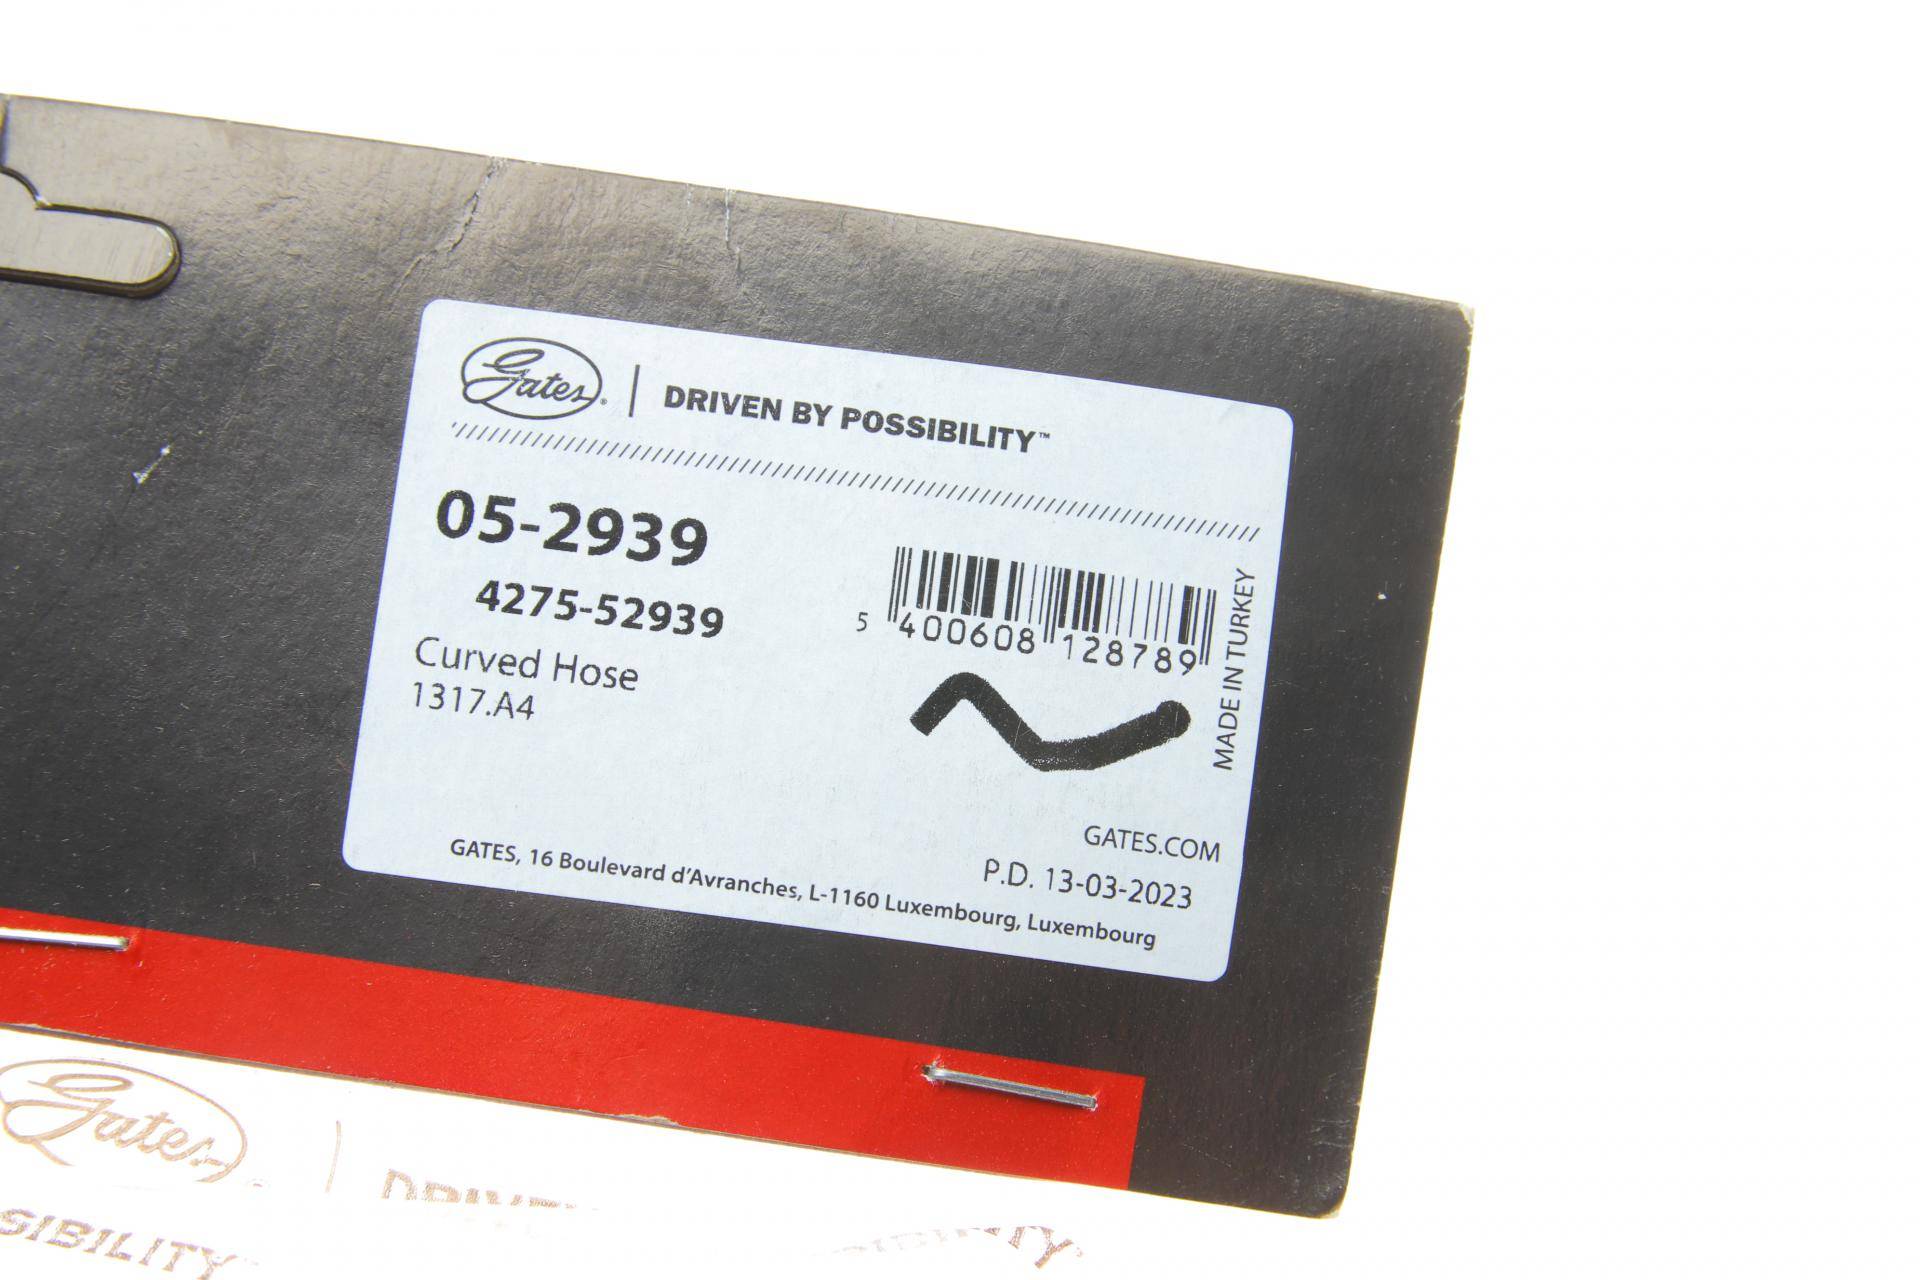 Gates® | DRIVEN BY POSSIBILITY™
05-2939
4275-52939
Curved Hose
1317.A4
5 400608 128789
MADE IN TURKEY
GATES.COM
P.D. 13-03-2023
GATES, 16 Boulevard d'Avranches, L-1160 Luxembourg, Luxembourg
Gates®
SIBILITY™